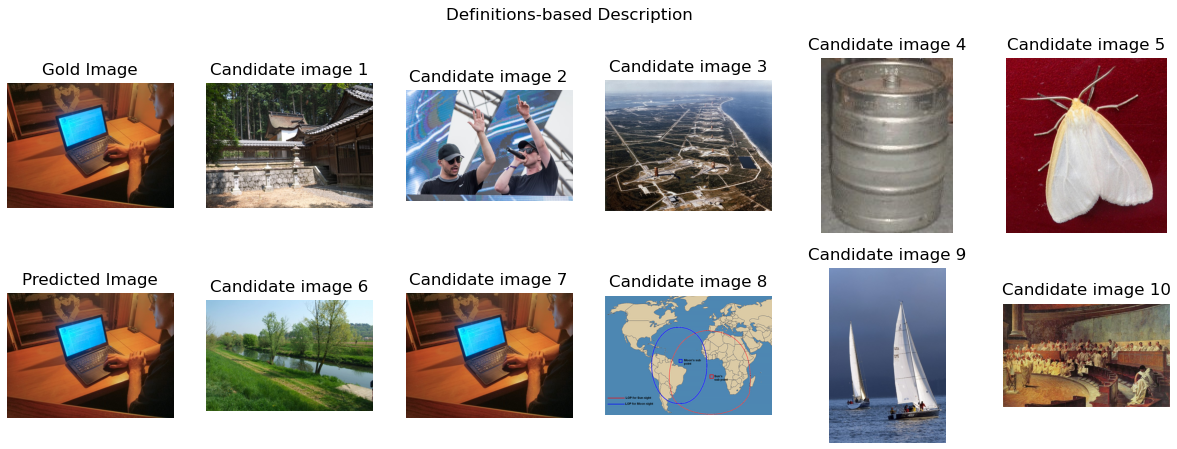 Definitions-based Description
Gold Image
Candidate image 1
Candidate image 2
Candidate image 3
Candidate image 4
Candidate image 5
Predicted Image
Candidate image 6
Candidate image 7
Candidate image 8
Candidate image 9
Candidate image 10